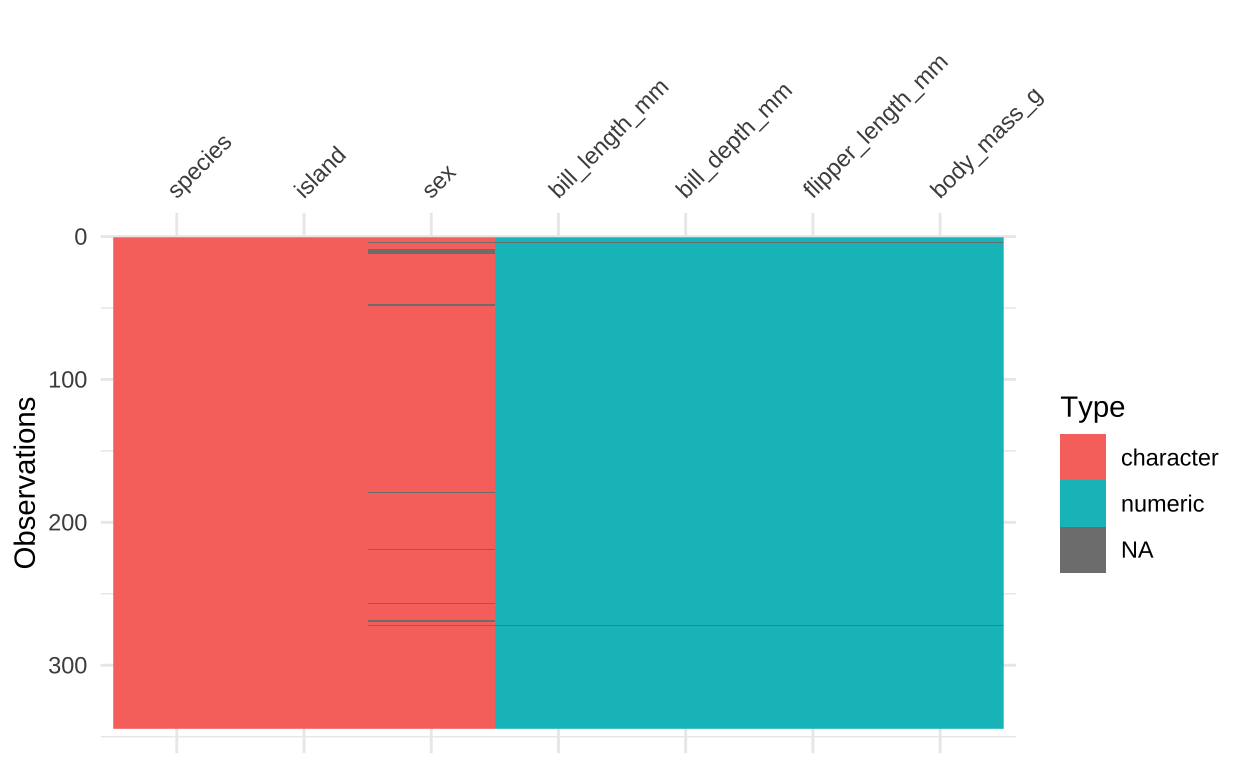 species
island
sex
bill_length_mm
bill_depth_mm
flipper_length_mm
body_mass_g
0
100
200
300
Observations
Type
character
numeric
NA